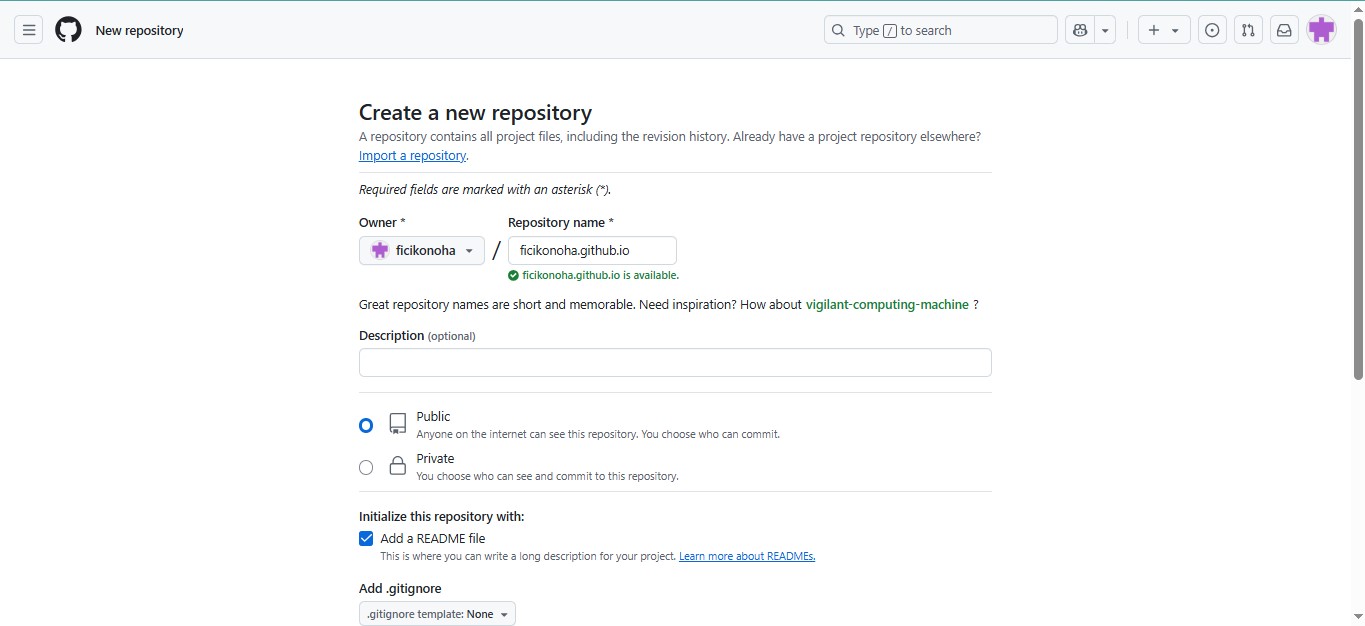 New repository
Type / to search
Create a new repository
A repository contains all project files, including the revision history. Already have a project repository elsewhere?
Import a repository.
Required fields are marked with an asterisk (*).
Owner * Repository name *
ficikonoha / ficikonoha.github.io
ficikonoha.github.io is available.
Great repository names are short and memorable. Need inspiration? How about vigilant-computing-machine ?
Description (optional)
Public
Anyone on the internet can see this repository. You choose who can commit.
Private
You choose who can see and commit to this repository.
Initialize this repository with:
Add a README file
This is where you can write a long description for your project. Learn more about READMEs.
Add .gitignore
.gitignore template: None